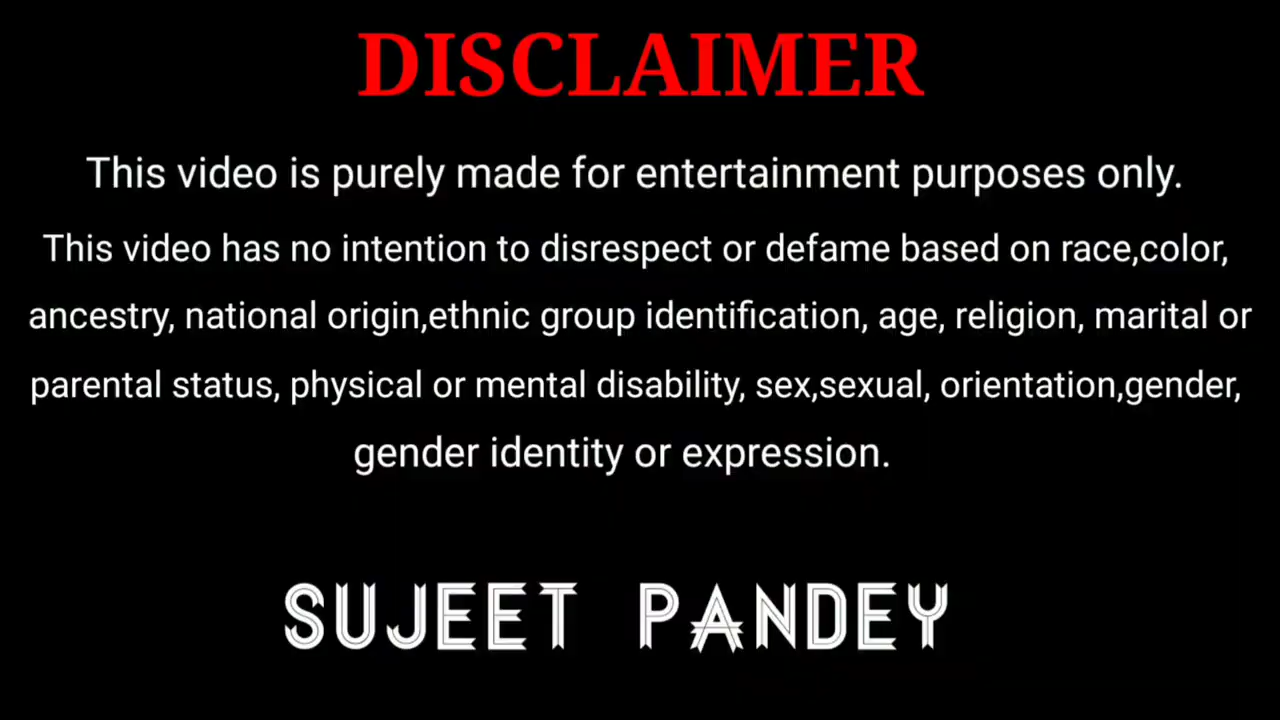 DISCLAIMER
This video is purely made for entertainment purposes only.
This video has no intention to disrespect or defame based on race,color,
ancestry, national origin,ethnic group identification, age, religion, marital or
parental status, physical or mental disability, sex,sexual, orientation,gender,
gender identity or expression.
SUJEET PANDEY